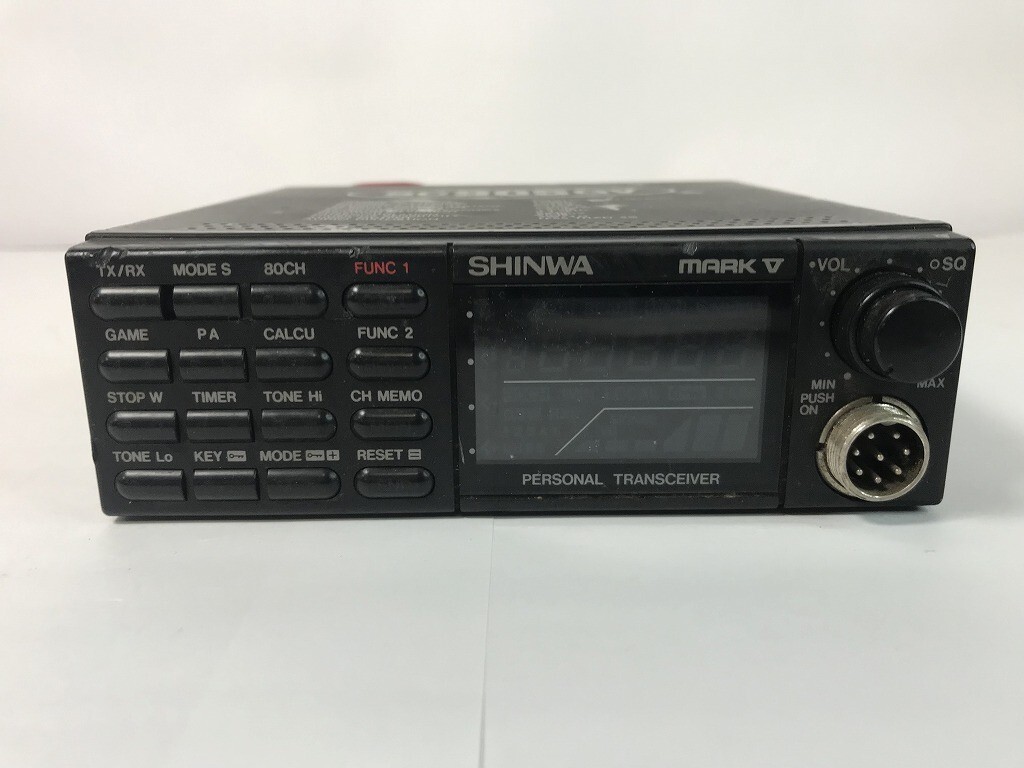 TX/RX MODE S 80CH FUNC 1
GAME PA CALCU FUNC 2
STOP W TIMER TONE Hi CH MEMO
TONE Lo KEY MODE + RESET =
SHINWA MARK V
PERSONAL TRANSCEIVER
VOL SQ
MIN MAX
PUSH
ON